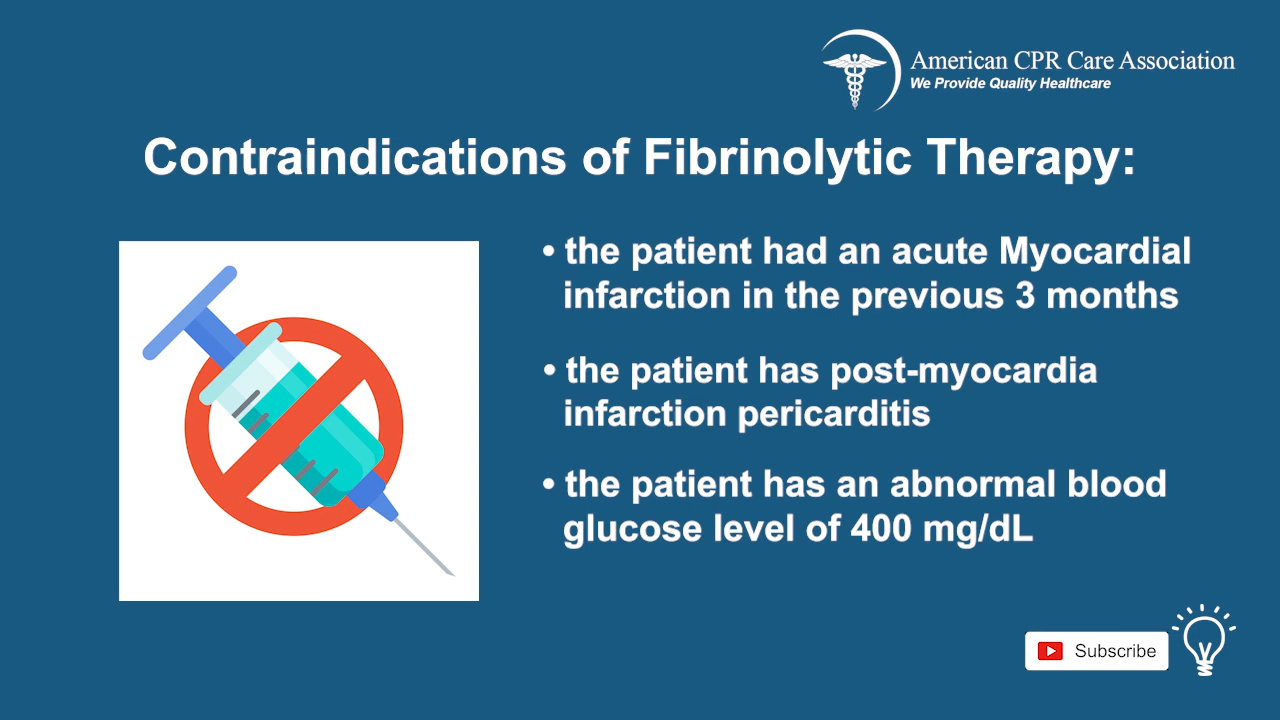 American CPR Care Association
We Provide Quality Healthcare
Contraindications of Fibrinolytic Therapy:
• the patient had an acute Myocardial
infarction in the previous 3 months
• the patient has post-myocardia
infarction pericarditis
• the patient has an abnormal blood
glucose level of 400 mg/dL
Subscribe